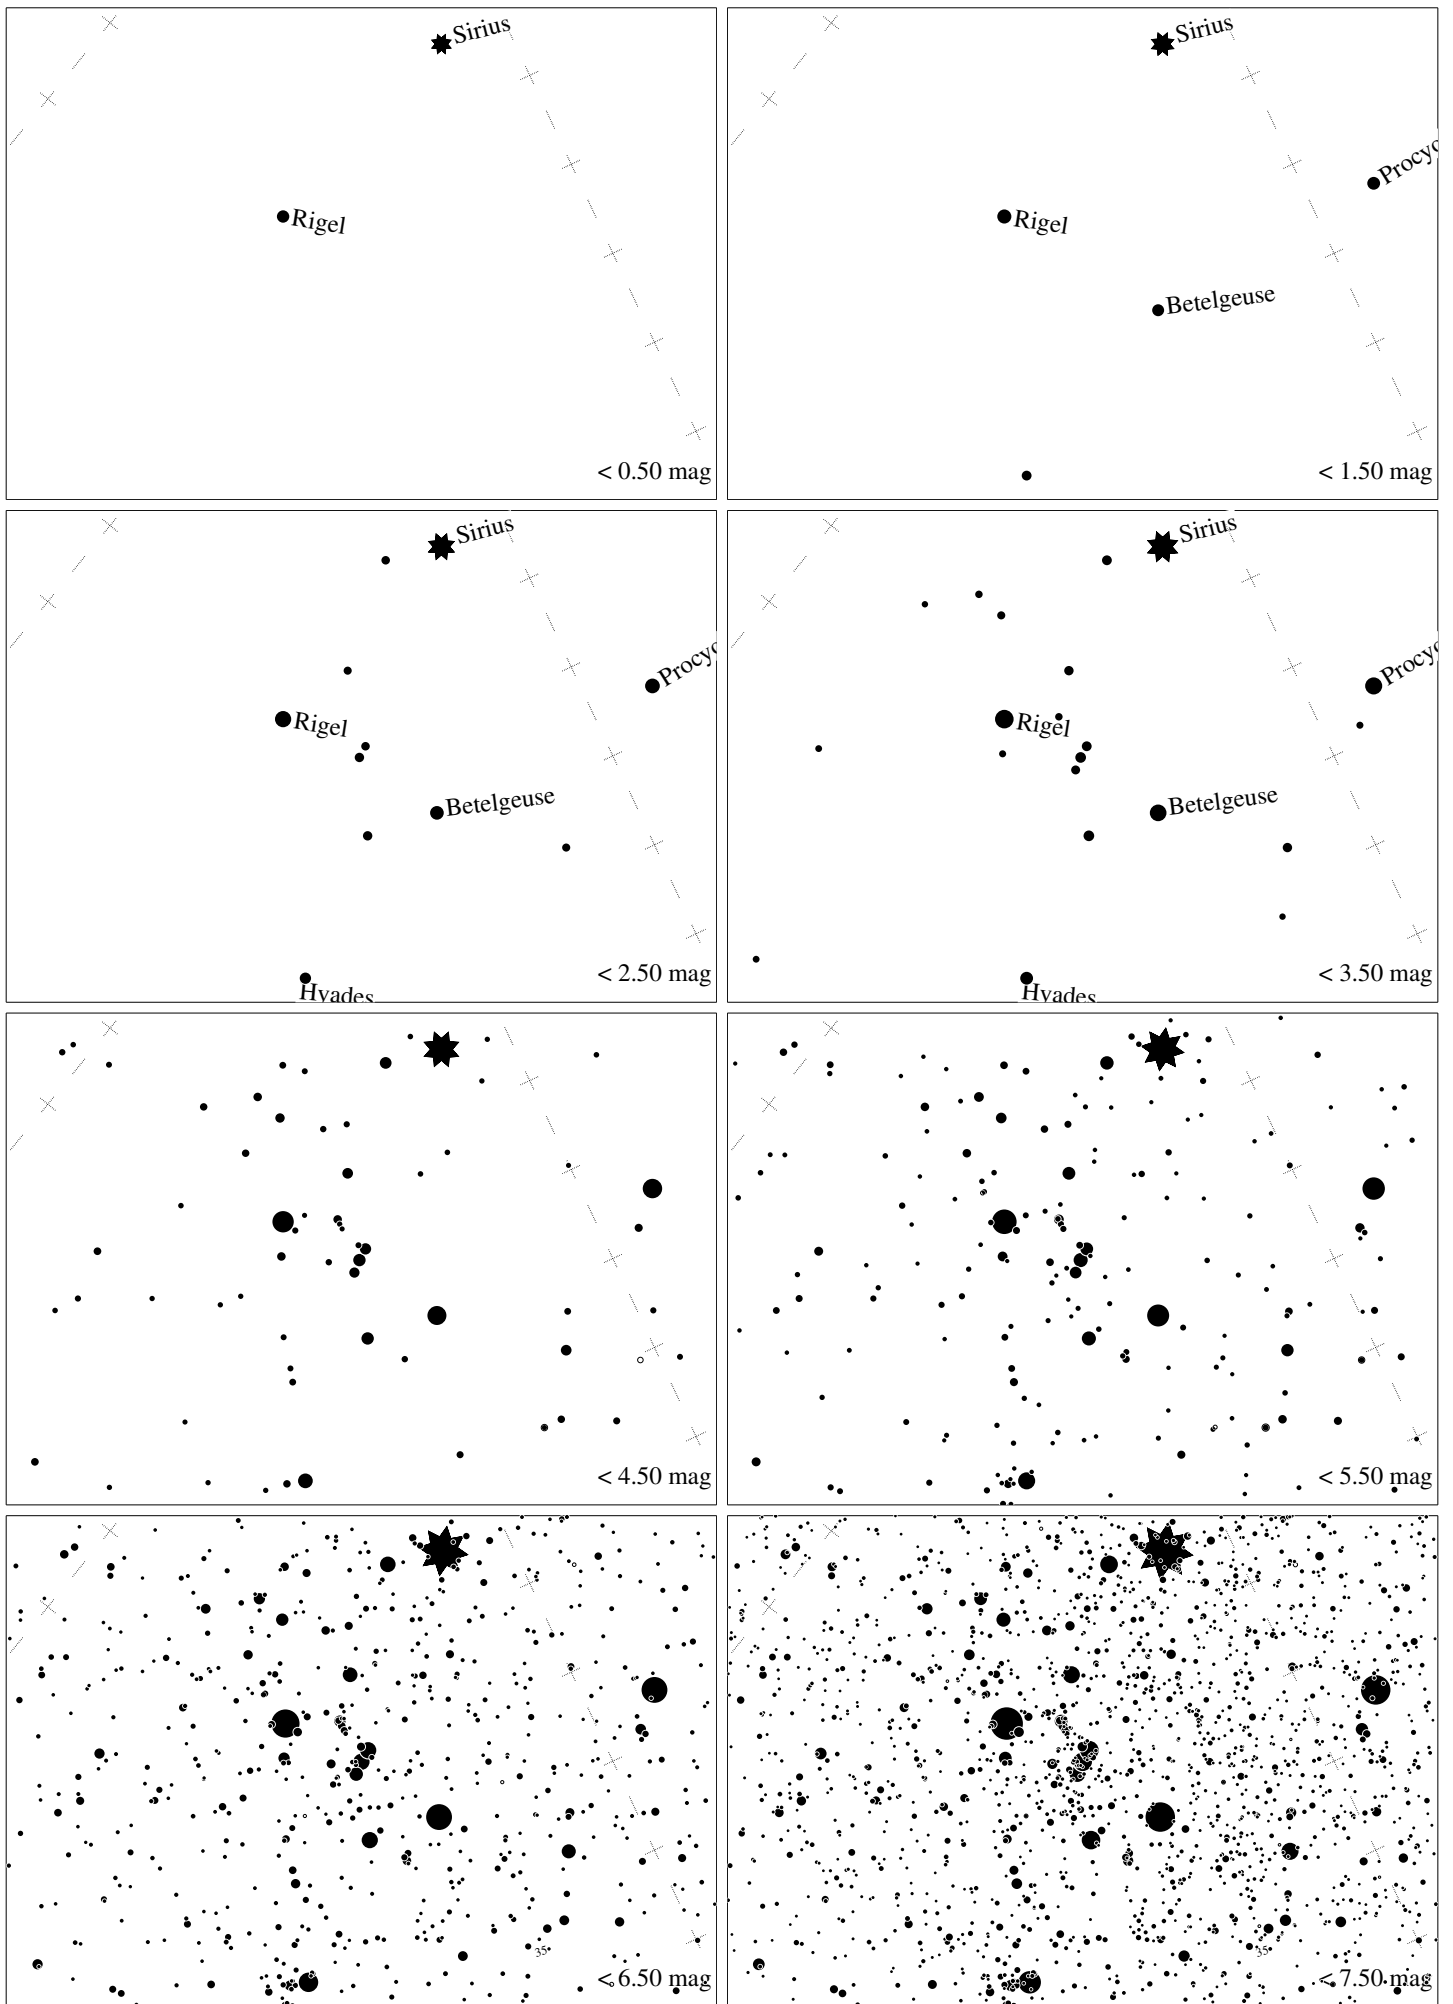 Sirius
Rigel
< 0.50 mag
Sirius
Procyo
Rigel
Betelgeuse
< 1.50 mag
Sirius
Procyo
Rigel
Betelgeuse
Hyades
< 2.50 mag
Sirius
Procyo
Rigel
Betelgeuse
Hyades
< 3.50 mag
< 4.50 mag
< 5.50 mag
35
< 6.50 mag
35
< 7.50 mag